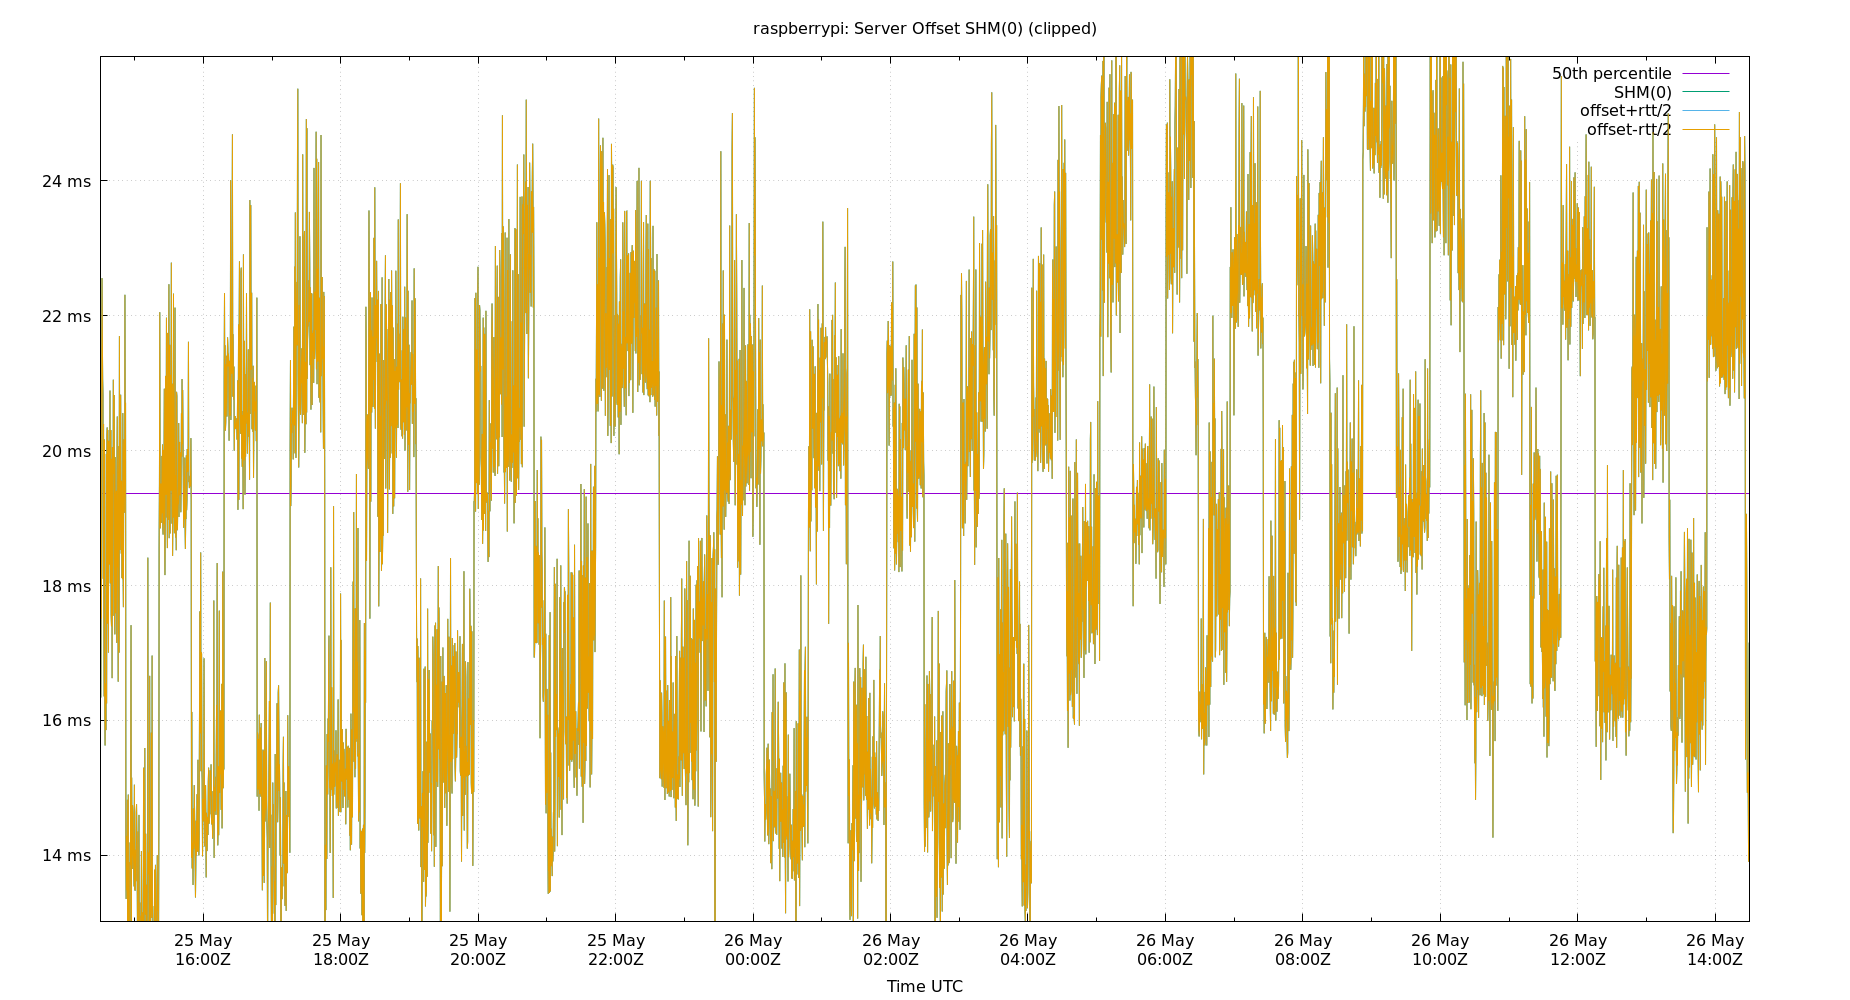 raspberrypi: Server Offset SHM(0) (clipped)
50th percentile
SHM(0)
offset+rtt/2
offset-rtt/2
24 ms
22 ms
20 ms
18 ms
16 ms
14 ms
25 May 25 May 25 May 25 May 26 May 26 May 26 May 26 May 26 May 26 May 26 May 26 May
16:00Z 18:00Z 20:00Z 22:00Z 00:00Z 02:00Z 04:00Z 06:00Z 08:00Z 10:00Z 12:00Z 14:00Z
Time UTC